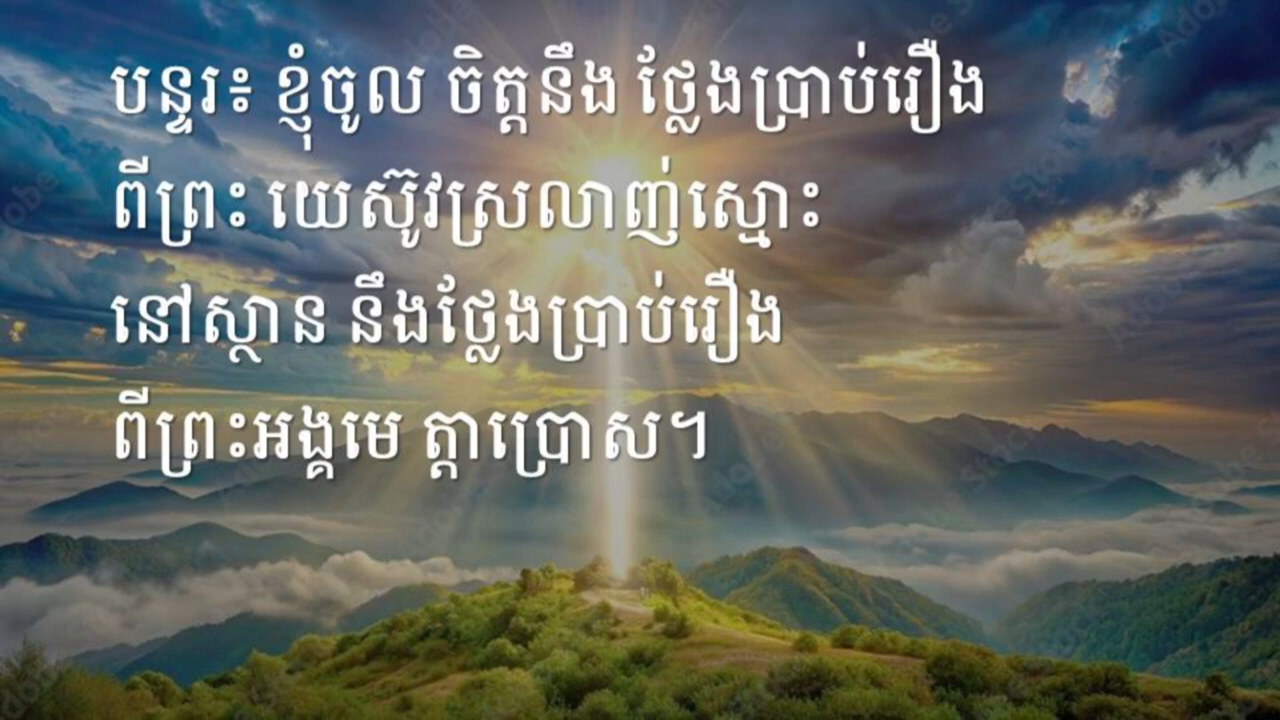 បន្ទរ៖ ខ្ញុំចូល ចិត្តនឹង ថ្លែងប្រាប់រឿង
ពីព្រះ យេស៊ូវស្រលាញ់ស្មោះ
នៅស្ថាន នឹងថ្លែងប្រាប់រឿង
ពីព្រះអង្គមេ ត្តាប្រោស។